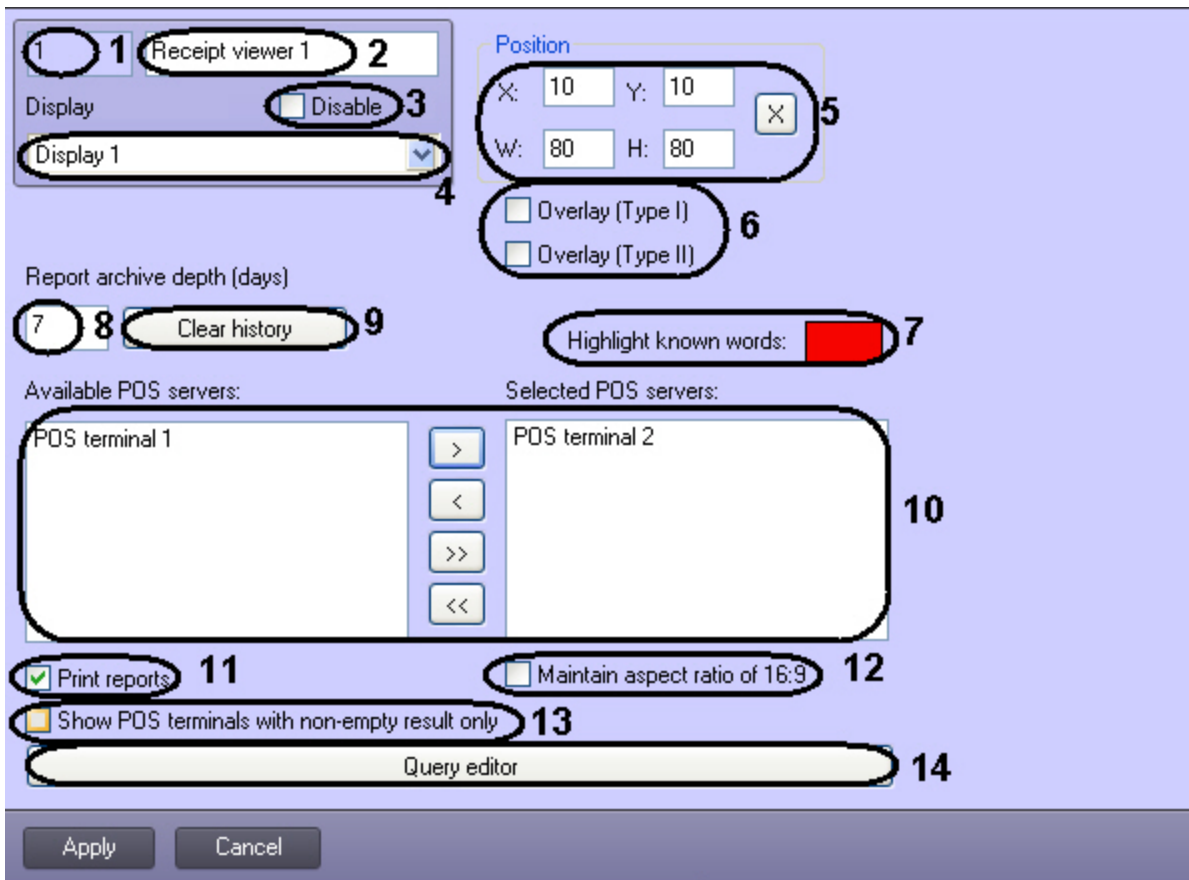 1 1 Receipt viewer 1 2
Position
X: 10 Y: 10 X 5
Display Disable 3
W: 80 H: 80
Display 1
4
Overlay (Type I)
6
Overlay (Type II)
Report archive depth (days)
7 8 Clear history 9
Highlight known words: 7
Available POS servers: Selected POS servers:
POS terminal 1 > POS terminal 2
<
10
>>
<<
Print reports 11 Maintain aspect ratio of 16:9 12
Show POS terminals with non-empty result only 13
Query editor 14
Apply Cancel